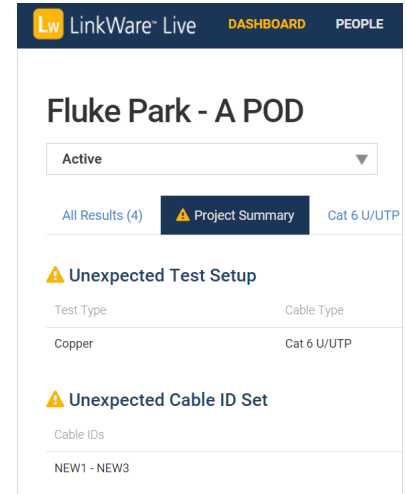 Lw LinkWare™ Live DASHBOARD PEOPLE
Fluke Park - A POD
Active
All Results (4) Project Summary Cat 6 U/UTP
Unexpected Test Setup
Test Type Cable Type
Copper Cat 6 U/UTP
Unexpected Cable ID Set
Cable IDs
NEW1 - NEW3